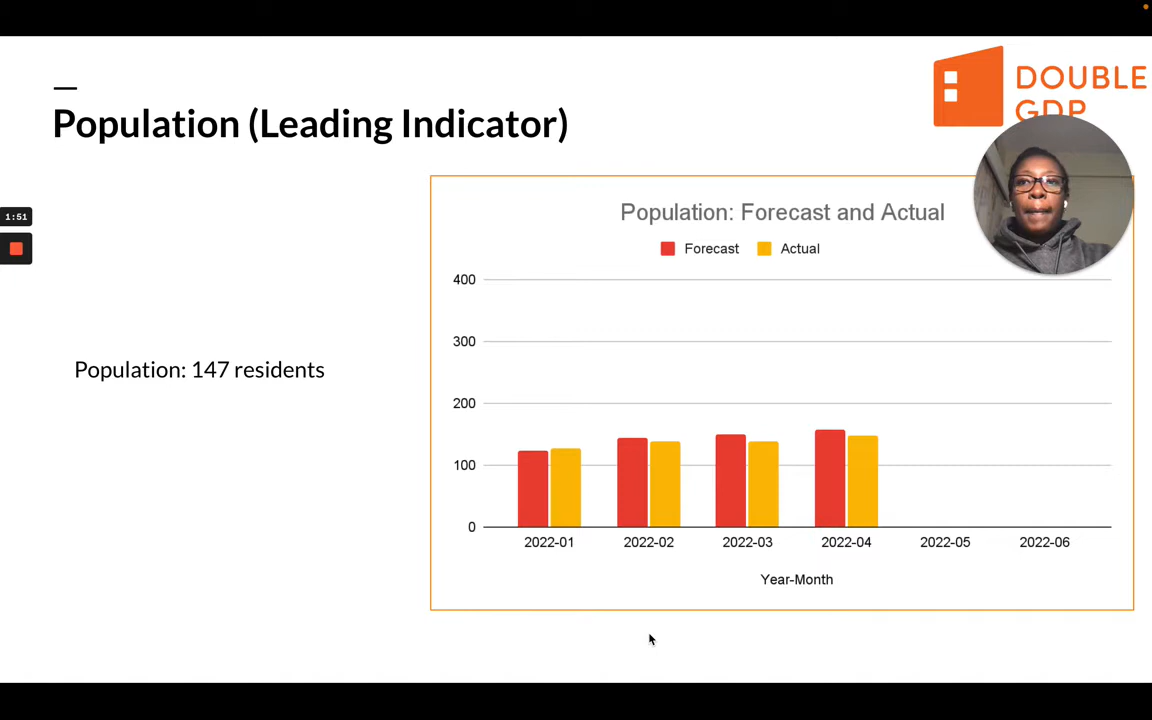 DOUBLE
GDP
Population (Leading Indicator)
1:51
Population: Forecast and Actual
Forecast Actual
400
300
Population: 147 residents
200
100
0
2022-01 2022-02 2022-03 2022-04 2022-05 2022-06
Year-Month